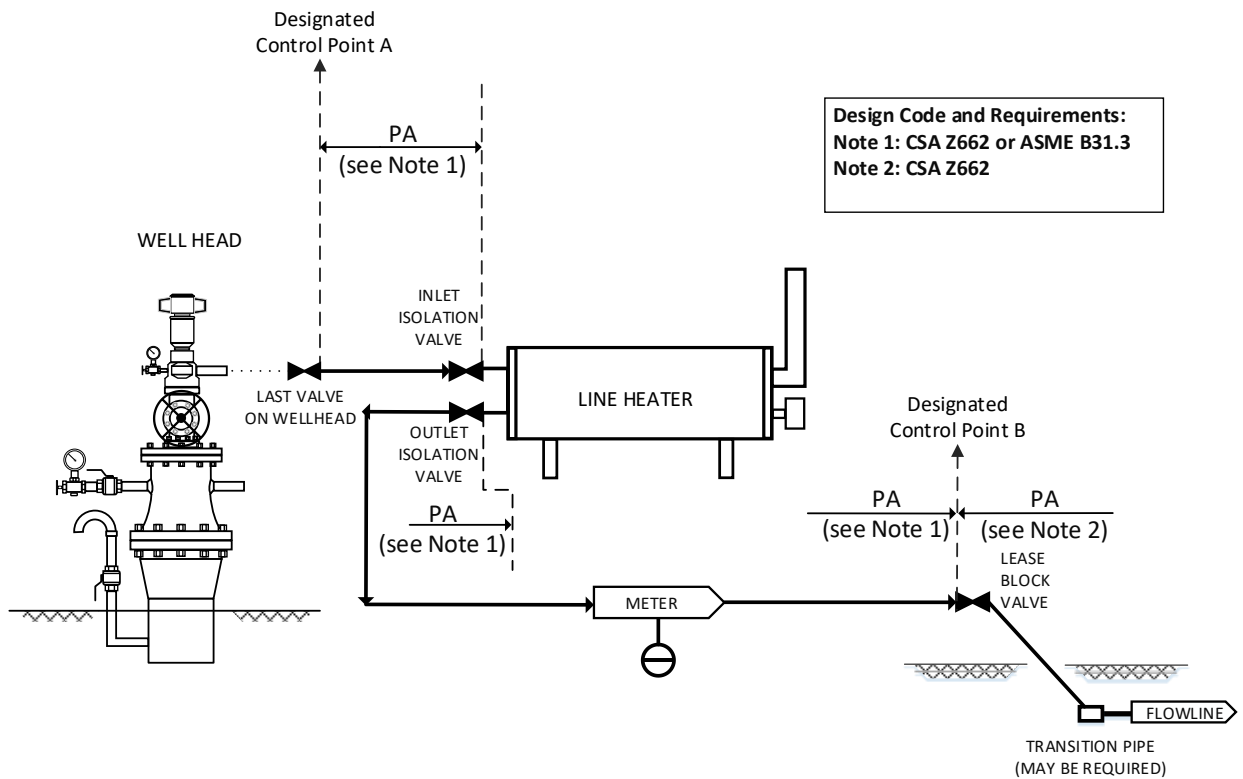 Designated
Control Point A
PA
(see Note 1)
Design Code and Requirements:
Note 1: CSA Z662 or ASME B31.3
Note 2: CSA Z662
WELL HEAD
INLET
ISOLATION
VALVE
LAST VALVE
ON WELLHEAD
LINE HEATER
OUTLET
ISOLATION
VALVE
Designated
Control Point B
PA
(see Note 1)
PA
(see Note 1)
PA
(see Note 2)
LEASE
BLOCK
VALVE
METER
FLOWLINE
TRANSITION PIPE
(MAY BE REQUIRED)